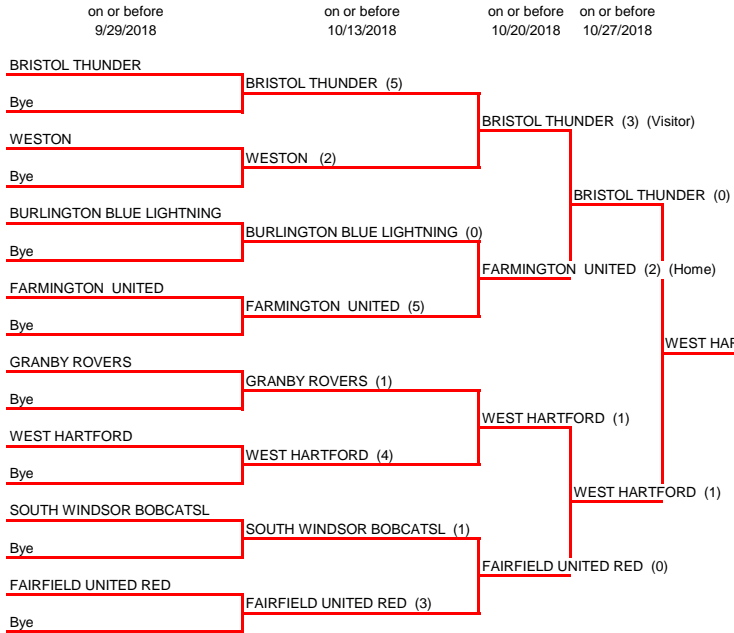 on or before on or before on or before on or before
9/29/2018 10/13/2018 10/20/2018 10/27/2018
BRISTOL THUNDER
BRISTOL THUNDER (5)
Bye
BRISTOL THUNDER (3) (Visitor)
WESTON
WESTON (2)
Bye
BRISTOL THUNDER (0)
BURLINGTON BLUE LIGHTNING
BURLINGTON BLUE LIGHTNING (0)
Bye
FARMINGTON UNITED (2) (Home)
FARMINGTON UNITED
FARMINGTON UNITED (5)
Bye
WEST HAR
GRANBY ROVERS
GRANBY ROVERS (1)
Bye
WEST HARTFORD (1)
WEST HARTFORD
WEST HARTFORD (4)
Bye
WEST HARTFORD (1)
SOUTH WINDSOR BOBCATSL
SOUTH WINDSOR BOBCATSL (1)
Bye
FAIRFIELD UNITED RED (0)
FAIRFIELD UNITED RED
FAIRFIELD UNITED RED (3)
Bye